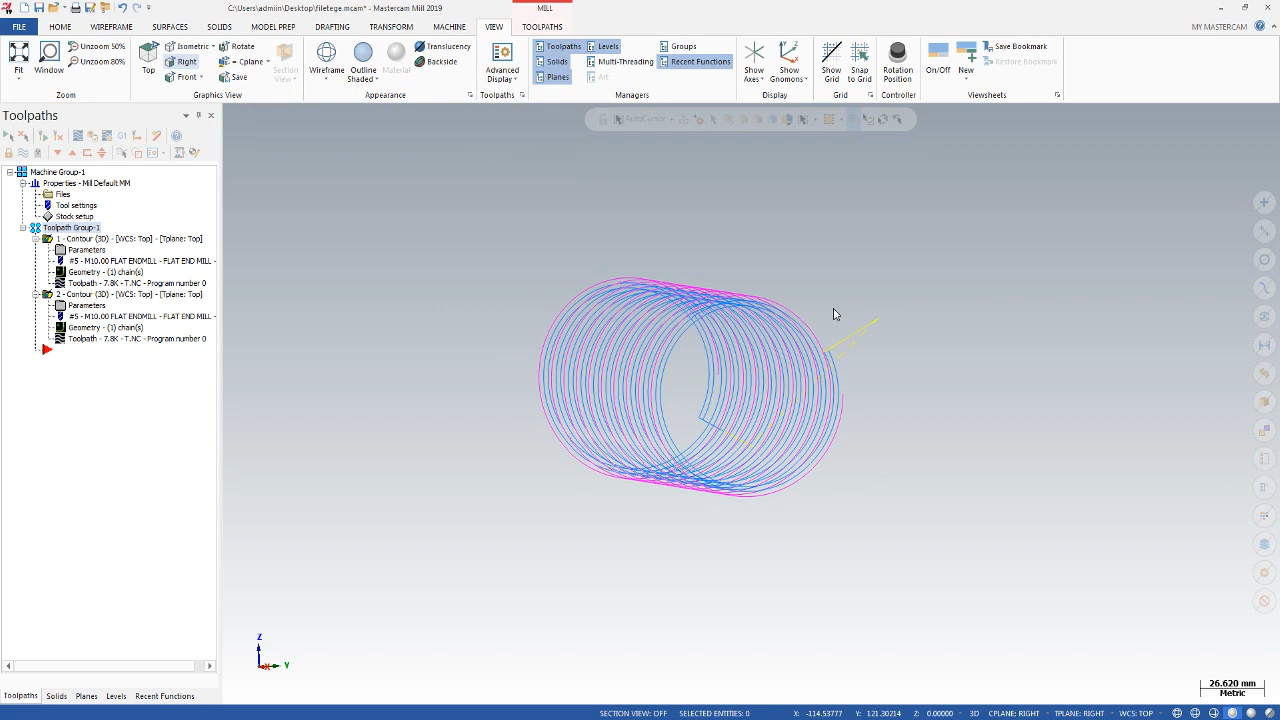 C:\Users\admiin\Desktop\filetege.mcam* - Mastercam Mill 2019
MILL
FILE HOME WIREFRAME SURFACES SOLIDS MODEL PREP DRAFTING TRANSFORM MACHINE VIEW TOOLPATHS MY MASTERCAM
Fit
Window
Unzoom 50%
Unzoom 80%
Zoom
Top
Isometric
Right
Front
Rotate
= Cplane
Save
Section View
Graphics View
Wireframe
Outline Shaded
Material
Translucency
Backside
Appearance
Advanced Display
Toolpaths
Toolpaths
Levels
Groups
Solids
Multi-Threading
Recent Functions
Planes
Art
Managers
Show Axes
Show Gnomons
Display
Show Grid
Snap to Grid
Grid
Rotation Position
Controller
On/Off
New
Save Bookmark
Restore Bookmark
Viewsheets
Toolpaths
AutoCursor
G1
Machine Group-1
Properties - Mill Default MM
Files
Tool settings
Stock setup
Toolpath Group-1
1 - Contour (3D) - [WCS: Top] - [Tplane: Top]
Parameters
#5 - M10.00 FLAT ENDMILL - FLAT END MILL -
Geometry - (1) chain(s)
Toolpath - 7.8K - T.NC - Program number 0
2 - Contour (3D) - [WCS: Top] - [Tplane: Top]
Parameters
#5 - M10.00 FLAT ENDMILL - FLAT END MILL -
Geometry - (1) chain(s)
Toolpath - 7.8K - T.NC - Program number 0
Z
Y
26.620 mm
Metric
Toolpaths Solids Planes Levels Recent Functions
SECTION VIEW: OFF SELECTED ENTITIES: 0 X: -114.53777 Y: 121.30214 Z: 0.00000 3D CPLANE: RIGHT TPLANE: RIGHT WCS: TOP